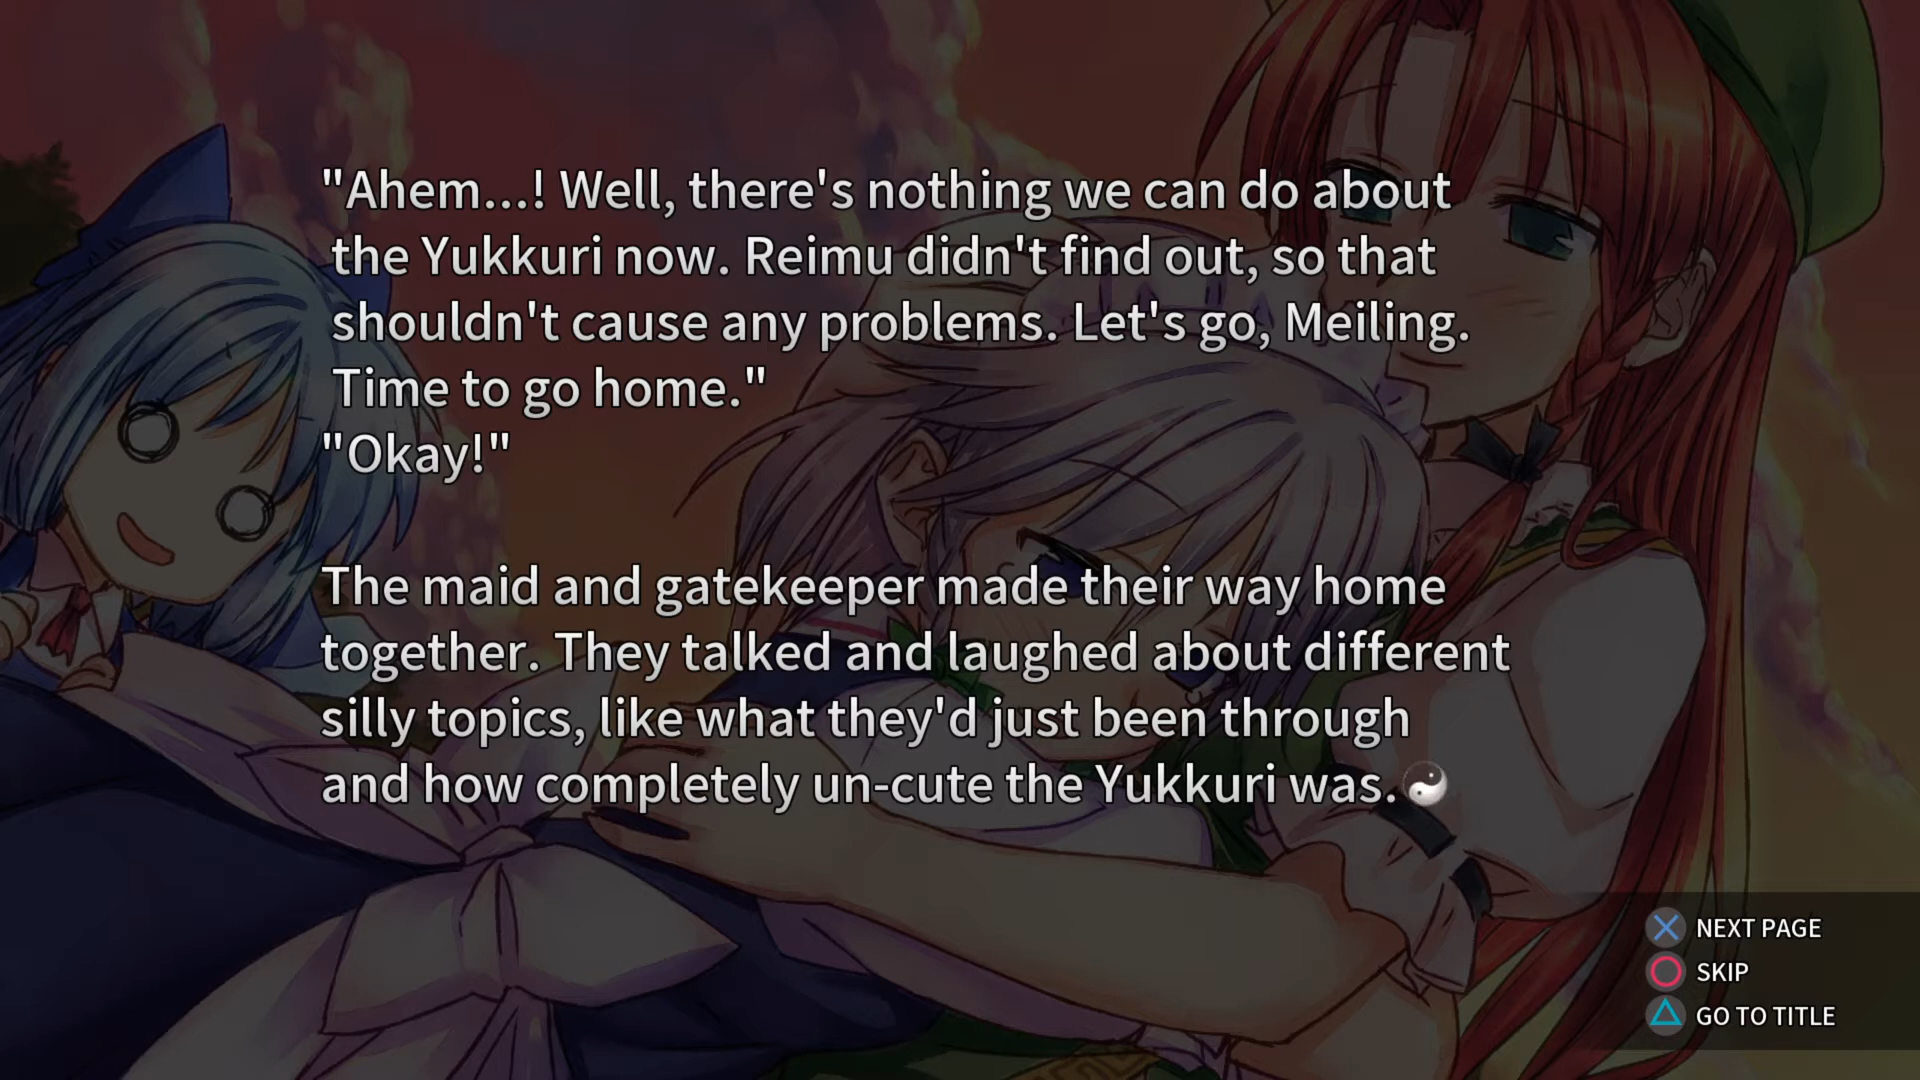 "Ahem...! Well, there's nothing we can do about
the Yukkuri now. Reimu didn't find out, so that
shouldn't cause any problems. Let's go, Meiling.
Time to go home."
"Okay!"
The maid and gatekeeper made their way home
together. They talked and laughed about different
silly topics, like what they'd just been through
and how completely un-cute the Yukkuri was.
NEXT PAGE
SKIP
GO TO TITLE